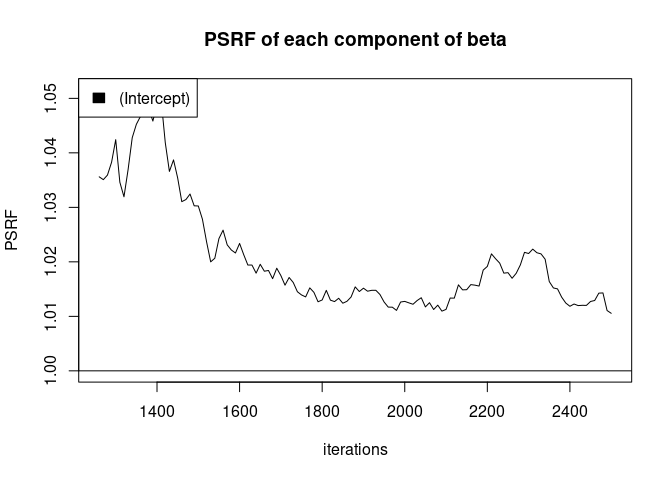 PSRF of each component of beta
(Intercept)
PSRF
1.05
1.04
1.03
1.02
1.01
1.00
1400 1600 1800 2000 2200 2400
iterations